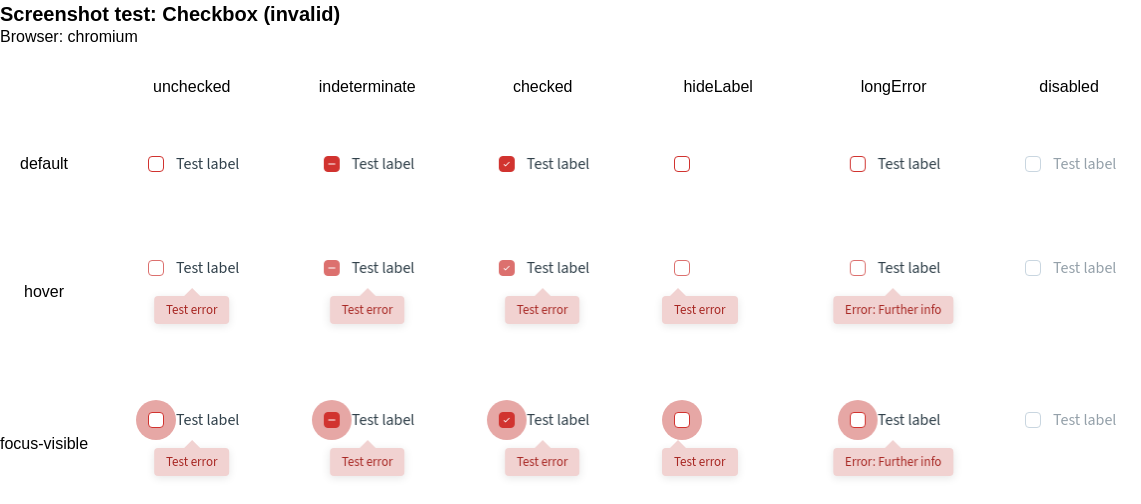 Screenshot test: Checkbox (invalid)
Browser: chromium
unchecked indeterminate checked hideLabel longError disabled
default Test label Test label Test label Test label Test label
Test label Test label Test label Test label Test label
hover
Test error Test error Test error Test error Error: Further info
Test label Test label Test label Test label Test label
focus-visible
Test error Test error Test error Test error Error: Further info